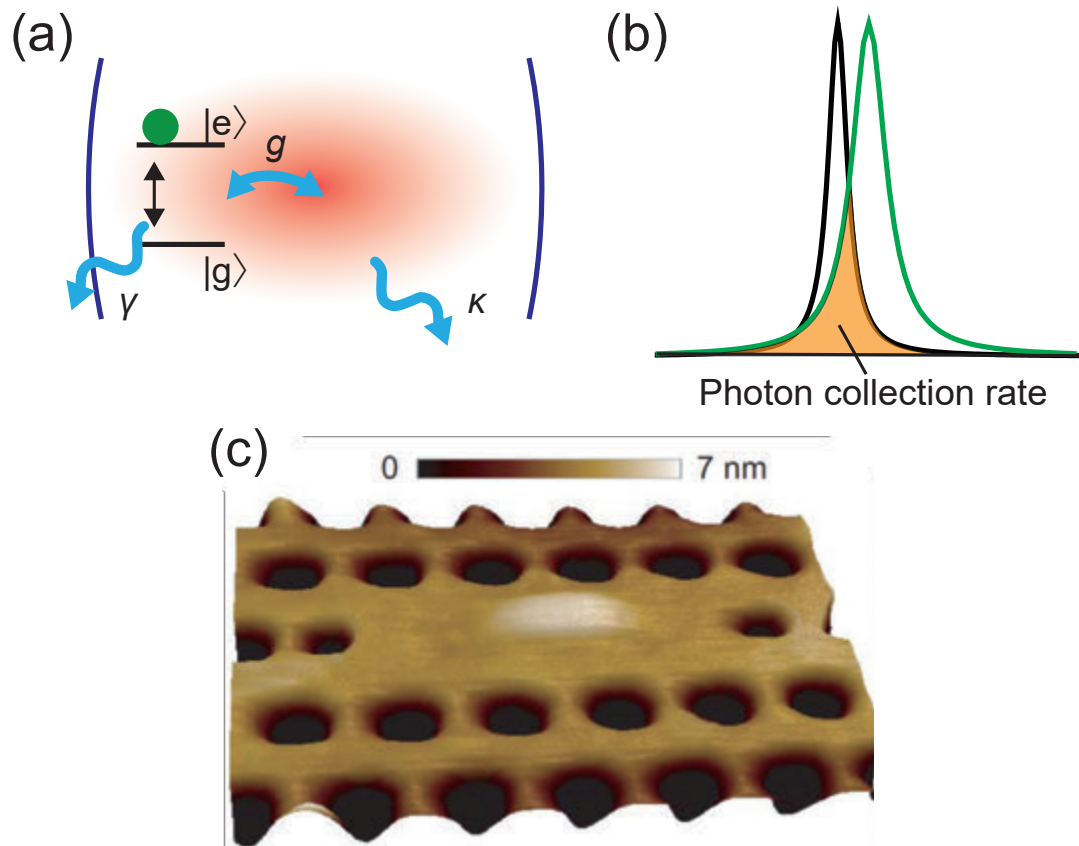 (a)
|e⟩
g
|g⟩
γ
κ
(b)
Photon collection rate
(c)
0 7 nm